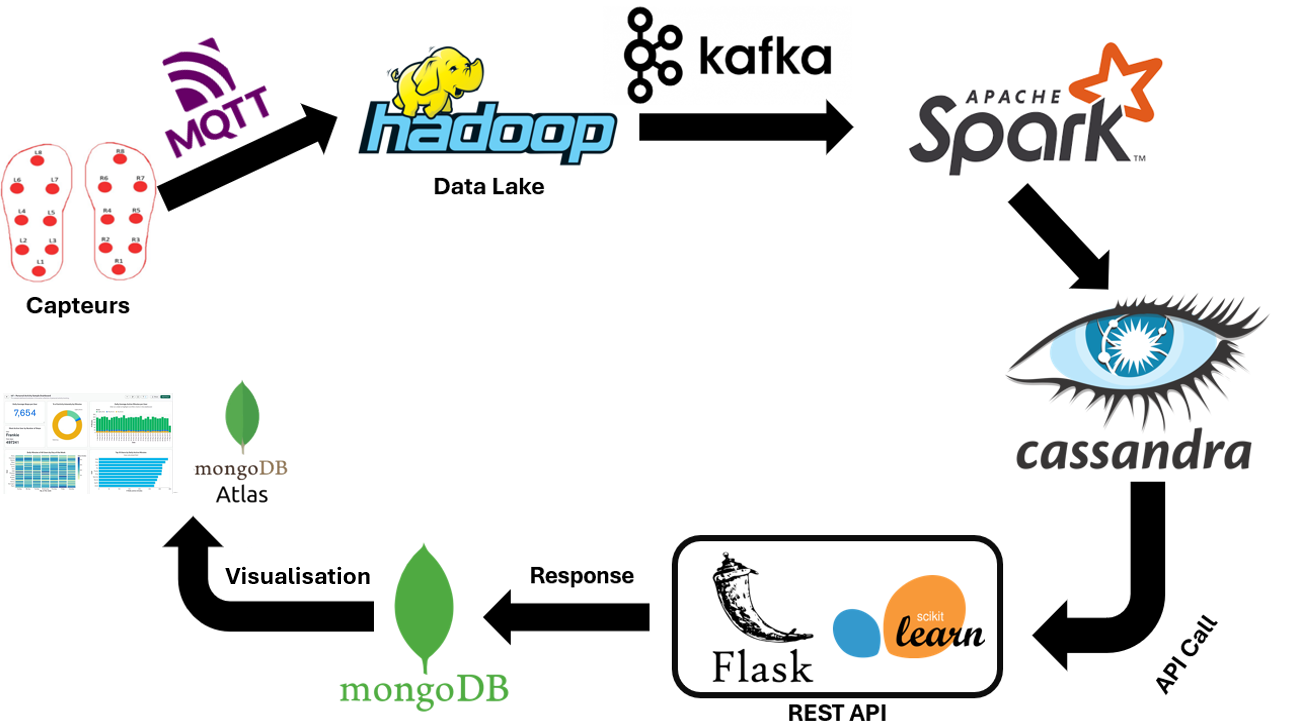 MQTT
hadoop
Data Lake
kafka
APACHE
Spark
TM
L8
R8
L6
L7
R6
R7
L4
L5
R4
R5
L2
L3
R2
R3
L1
R1
Capteurs
cassandra
7,654
mongoDB
Atlas
Visualisation
mongoDB
Response
Flask
scikit
learn
REST API
API Call